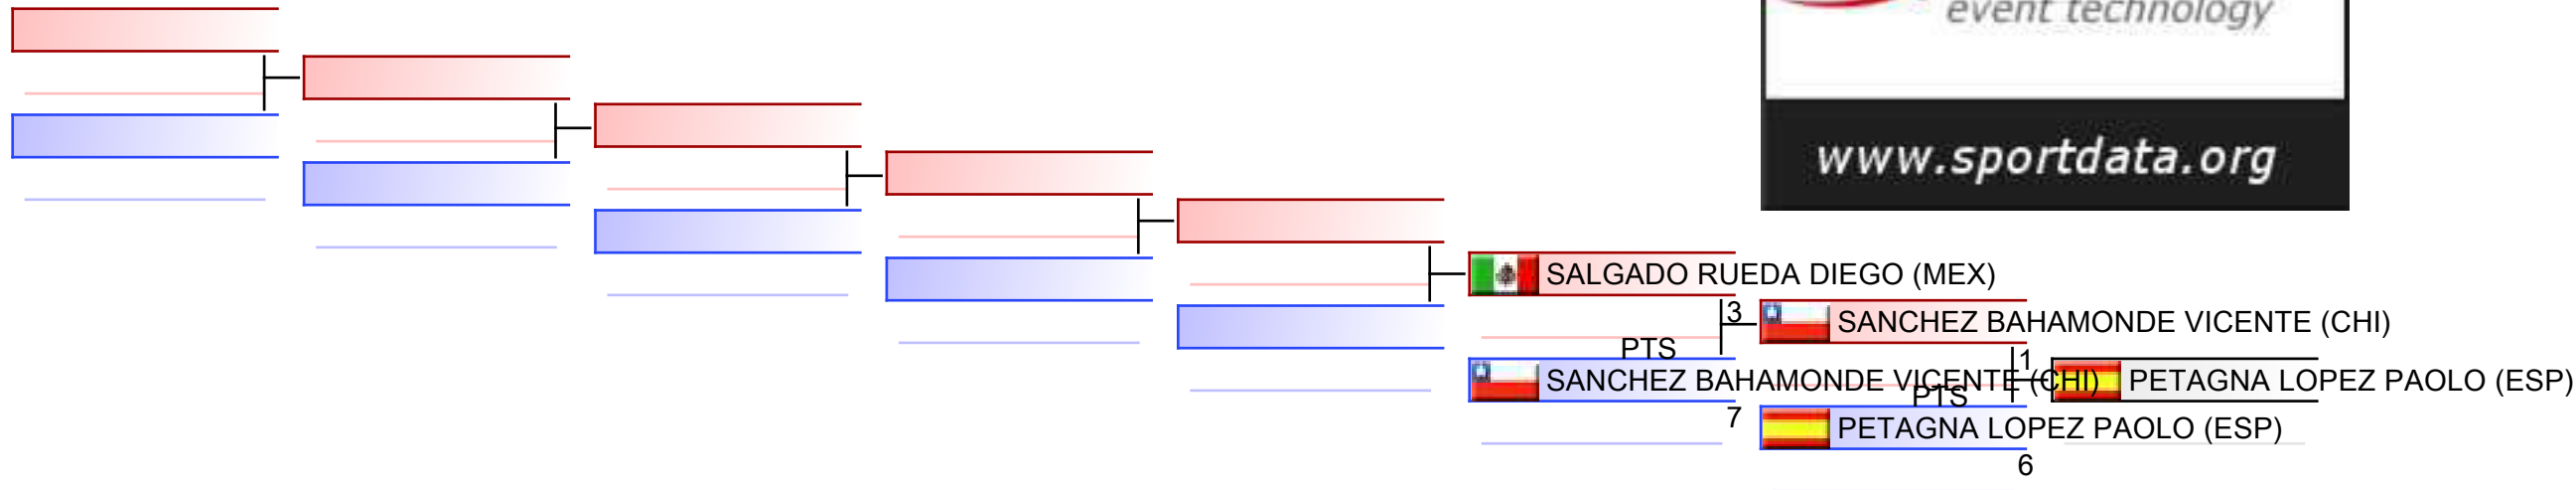 event technology
www.sportdata.org
SALGADO RUEDA DIEGO (MEX)
3
SANCHEZ BAHAMONDE VICENTE (CHI)
PTS
1
SANCHEZ BAHAMONDE VICENTE (CHI)
PETAGNA LOPEZ PAOLO (ESP)
PTS
7
PETAGNA LOPEZ PAOLO (ESP)
6